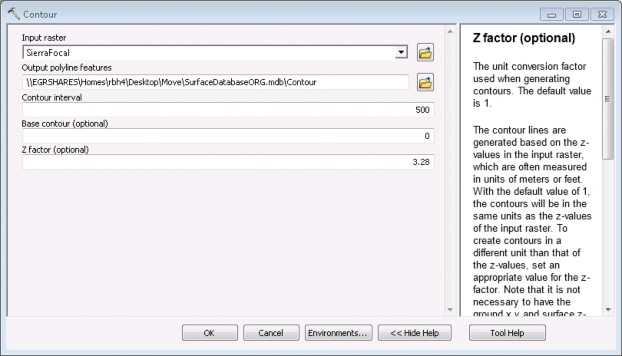 Contour
Input raster
SierraFocal
Output polyline features
\\EGRSHARES\Homes\rbh4\Desktop\Move\SurfaceDatabaseORG.mdb\Contour
Contour interval
500
Base contour (optional)
0
Z factor (optional)
3.28
Z factor (optional)
The unit conversion factor
used when generating
contours. The default value
is 1.
The contour lines are
generated based on the z-
values in the input raster,
which are often measured
in units of meters or feet.
With the default value of 1,
the contours will be in the
same units as the z-values
of the input raster. To
create contours in a
different unit than that of
the z-values, set an
appropriate value for the z-
factor. Note that it is not
necessary to have the
ground x,y and surface z-
OK
Cancel
Environments...
<< Hide Help
Tool Help